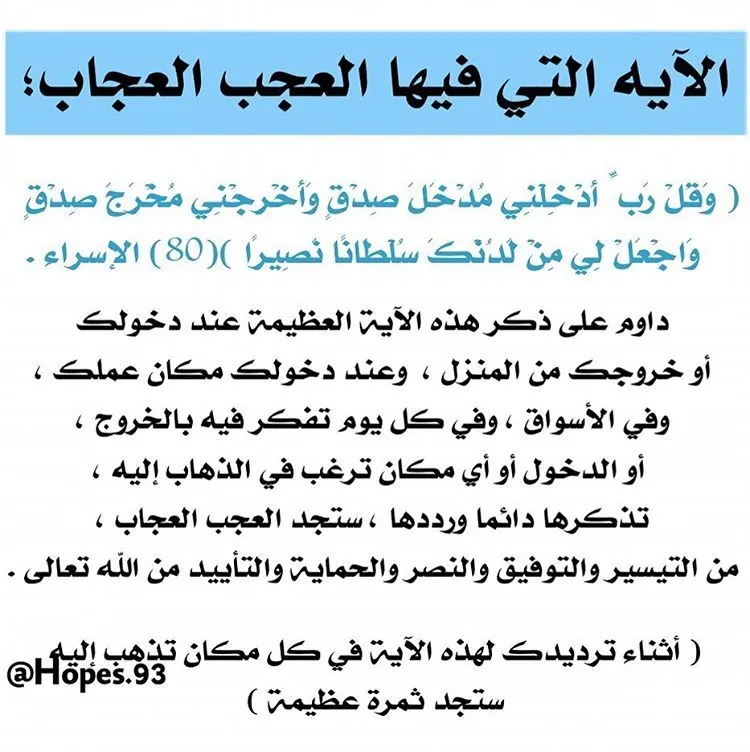 الآيه التي فيها العجب العجاب؛
( وَقُلْ رَبِّ أَدْخِلْنِي مُدْخَلَ صِدْقٍ وَأَخْرِجْنِي مُخْرَجَ صِدْقٍ
وَاجْعَلْ لِي مِنْ لَدُنْكَ سُلْطَانًا نَصِيرًا )(80) الإسراء .
داوم على ذكر هذه الآية العظيمة عند دخولك
أو خروجك من المنزل ، وعند دخولك مكان عملك ،
وفي الأسواق ، وفي كل يوم تفكر فيه بالخروج ،
أو الدخول أو أي مكان ترغب في الذهاب إليه ،
تذكرها دائما ورددها ، ستجد العجب العجاب ،
من التيسير والتوفيق والنصر والحماية والتأييد من الله تعالى .
( أثناء ترديدك لهذه الآية في كل مكان تذهب إليه
ستجد ثمرة عظيمة )
@Hopes.93